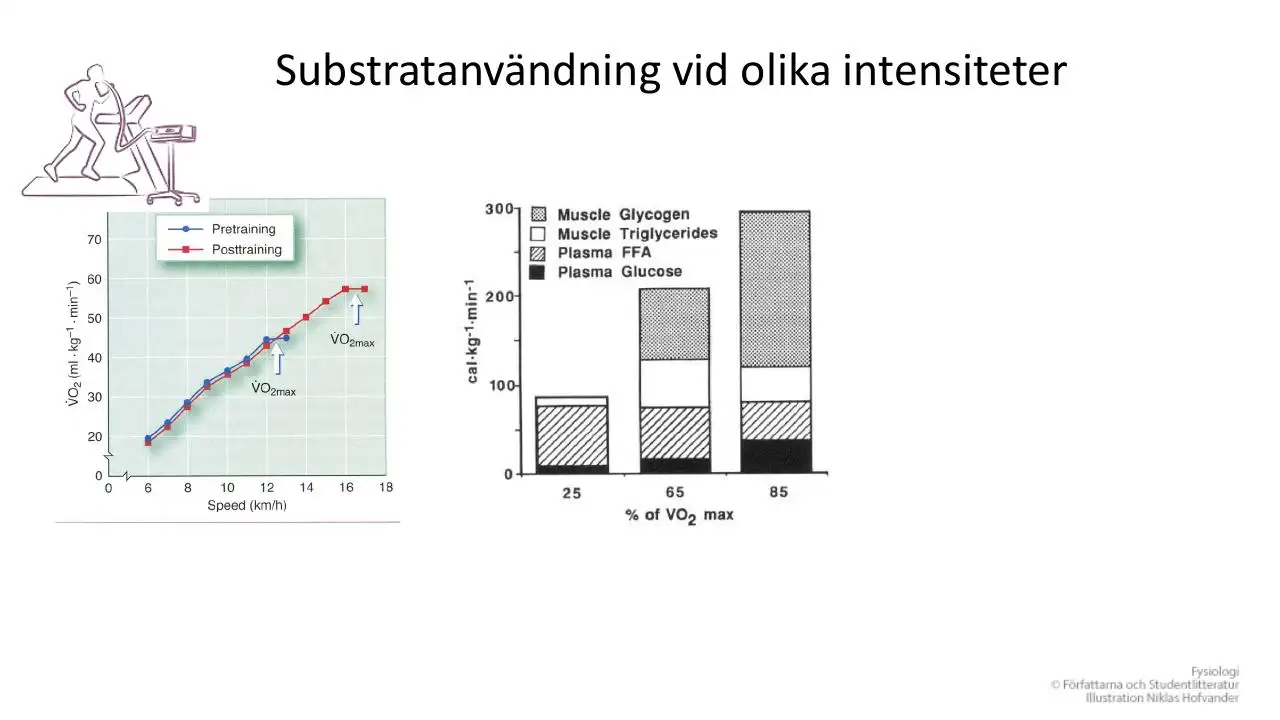 Substratanvändning vid olika intensiteter
Pretraining
Posttraining
70
60
50
40
30
20
0
V̇O2 (ml · kg–1 · min–1)
V̇O2max
V̇O2max
0 6 8 10 12 14 16 18
Speed (km/h)
300
200
100
0
cal·kg-1·min-1
Muscle Glycogen
Muscle Triglycerides
Plasma FFA
Plasma Glucose
25 65 85
% of VO2 max
Fysiologi
© Författarna och Studentlitteratur
Illustration Niklas Hofvander